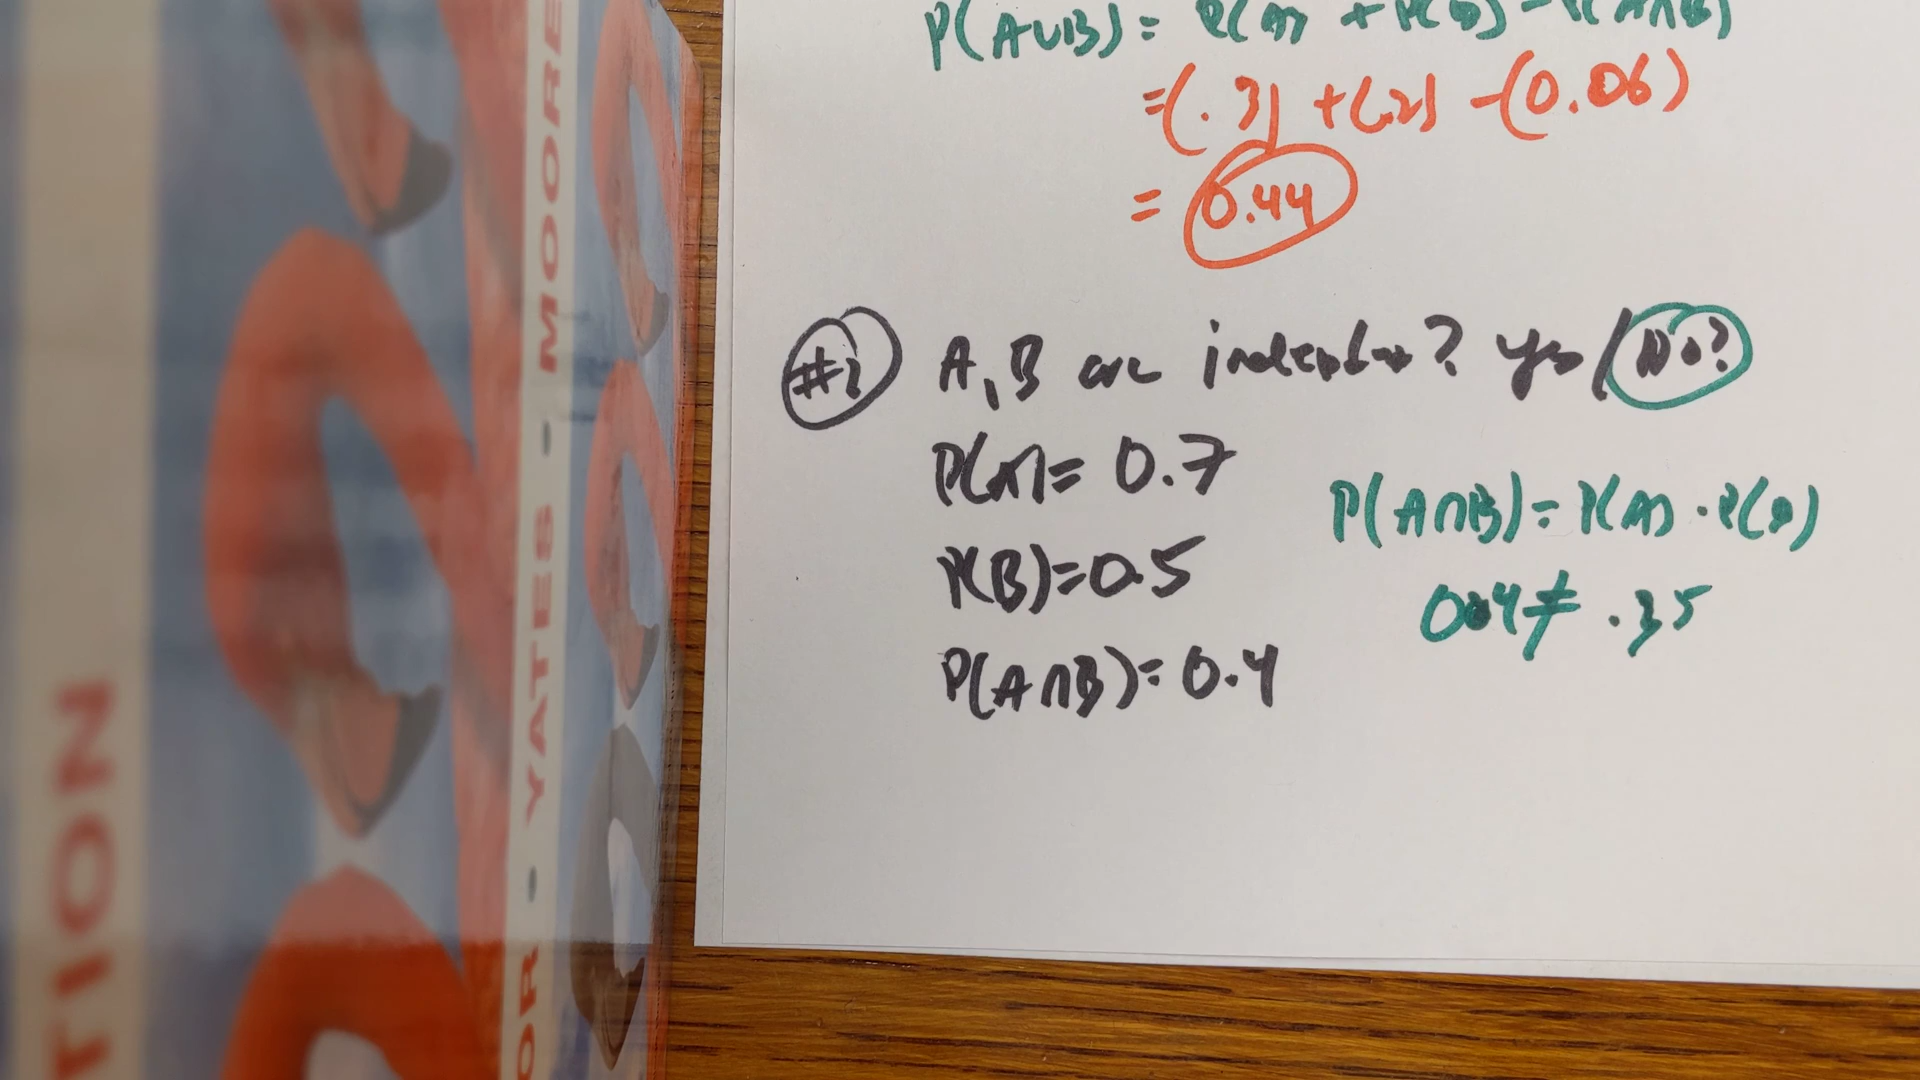 P(A∪B) = P(A) + P(B) - P(A∩B)
=(.3) + (.2) - (0.06)
= 0.44
A, B are independent? yes / No?
P(A)= 0.7
P(A∩B) = P(A) · P(B)
P(B)=0.5
0.4 ≠ .35
P(A∩B) = 0.4
TION
OR • YATES • MOORE